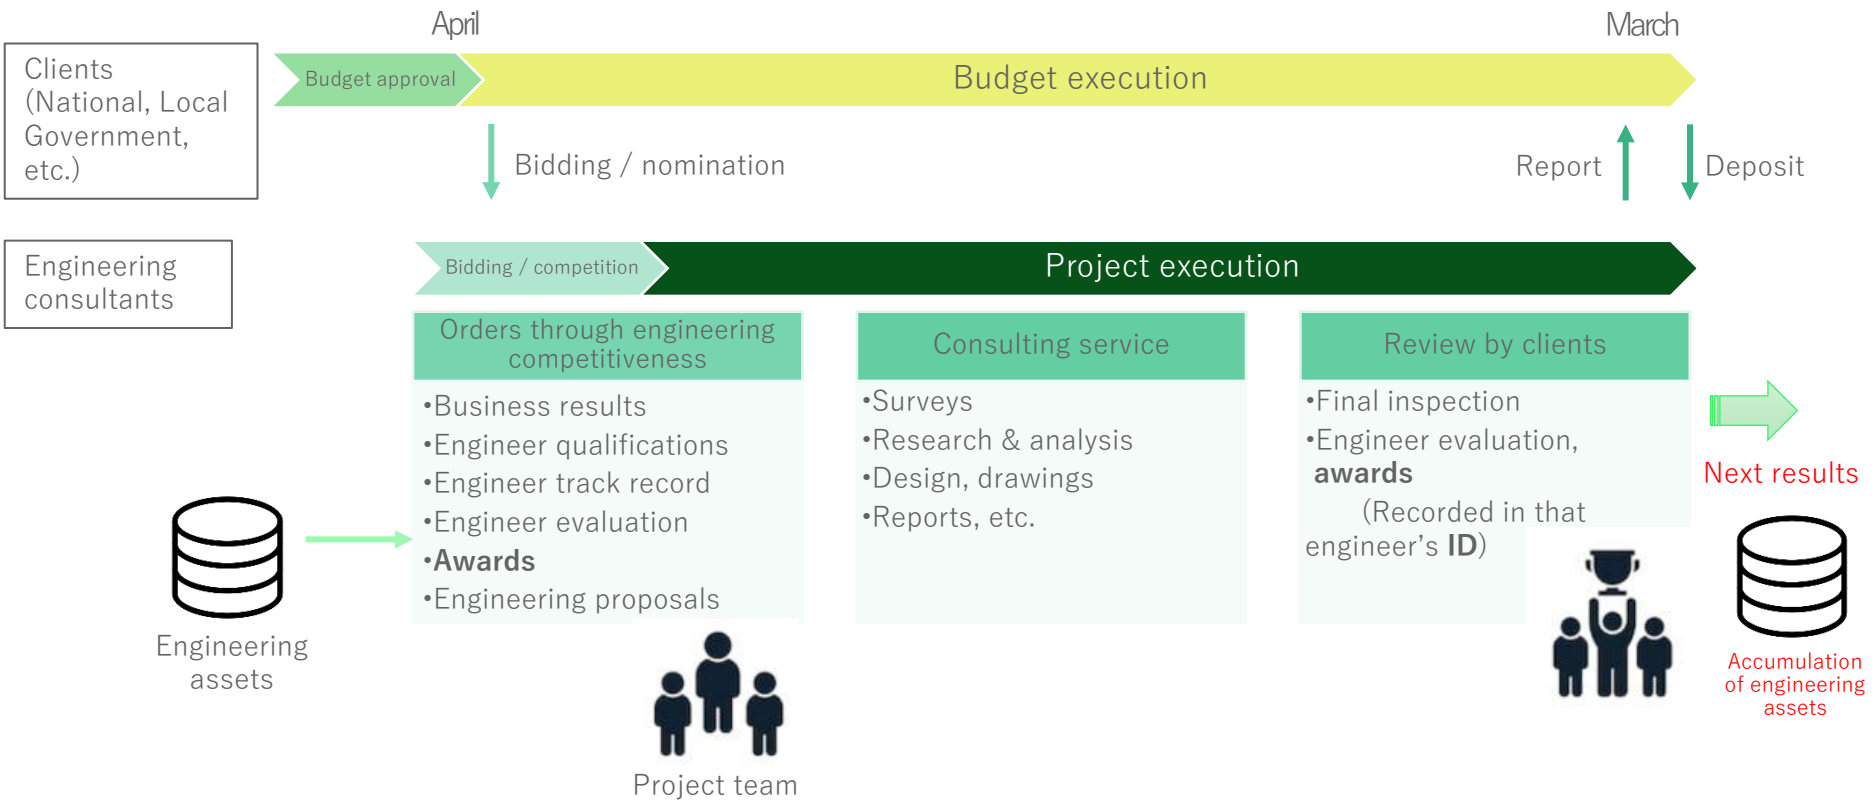 April
March
Clients
(National, Local
Government,
etc.)
Budget approval
Budget execution
Bidding / nomination
Report
Deposit
Engineering
consultants
Bidding / competition
Project execution
Orders through engineering
competitiveness
•Business results
•Engineer qualifications
•Engineer track record
•Engineer evaluation
•Awards
•Engineering proposals
Consulting service
•Surveys
•Research & analysis
•Design, drawings
•Reports, etc.
Review by clients
•Final inspection
•Engineer evaluation,
awards
(Recorded in that
engineer’s ID)
Next results
Engineering
assets
Project team
Accumulation
of engineering
assets